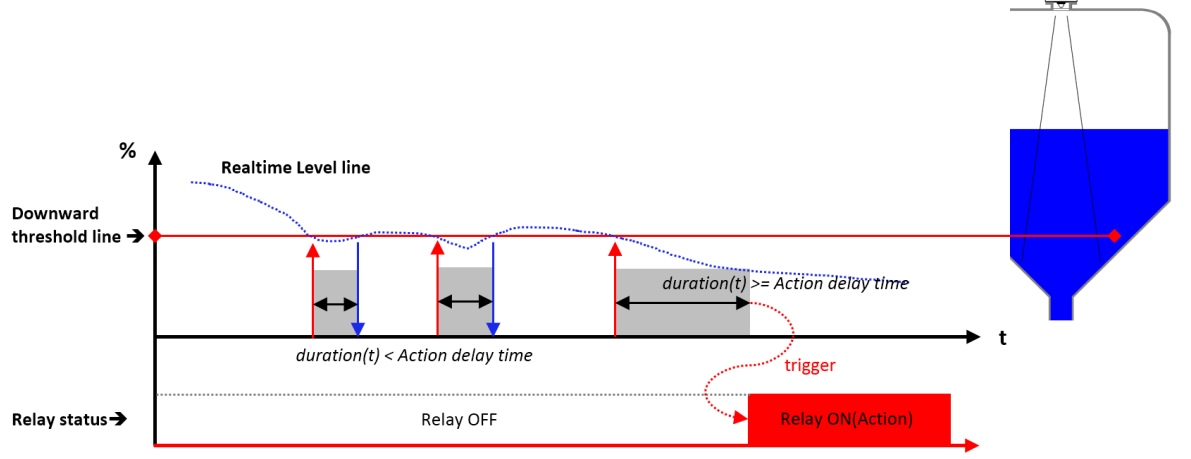 %
Realtime Level line
Downward
threshold line
duration(t) >= Action delay time
t
duration(t) < Action delay time
trigger
Relay status
Relay OFF
Relay ON(Action)